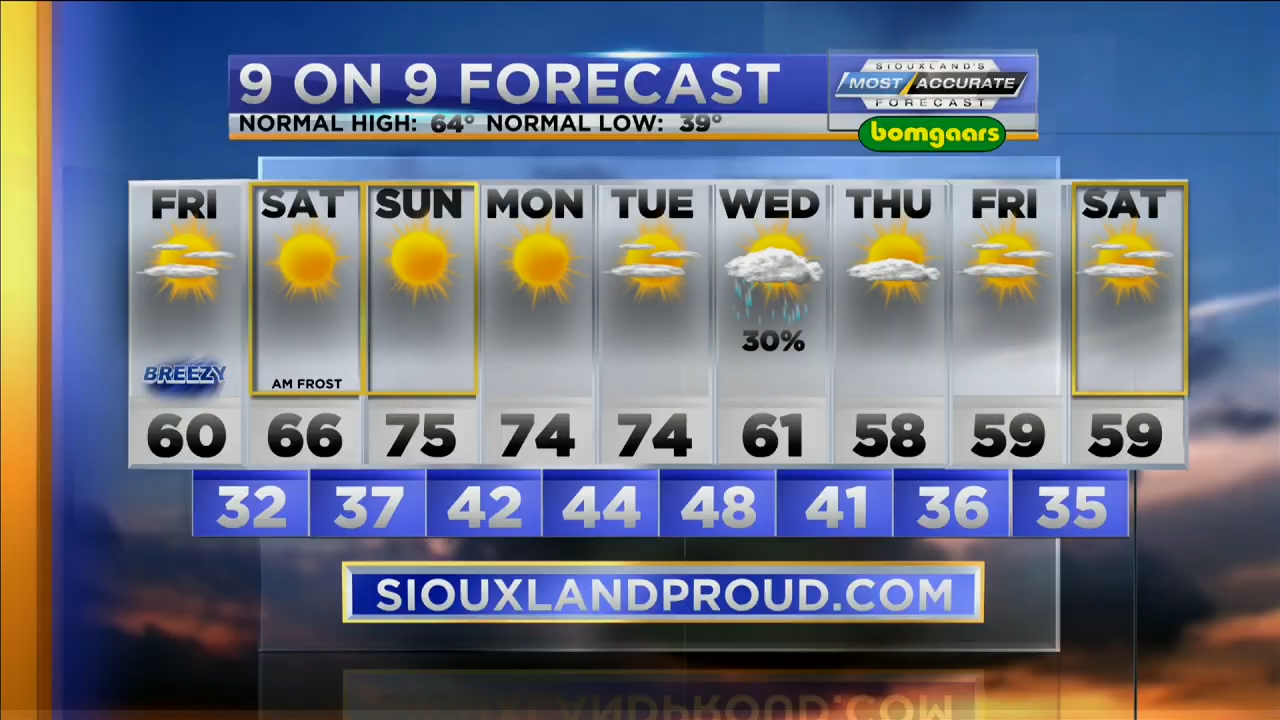 9 ON 9 FORECAST
SIOUXLAND'S
MOST ACCURATE
FORECAST
NORMAL HIGH: 64° NORMAL LOW: 39°
bomgaars
FRI SAT SUN MON TUE WED THU FRI SAT
30%
BREEZY
AM FROST
60 66 75 74 74 61 58 59 59
32 37 42 44 48 41 36 35
SIOUXLANDPROUD.COM
SIOUXLANDPROUD.COM